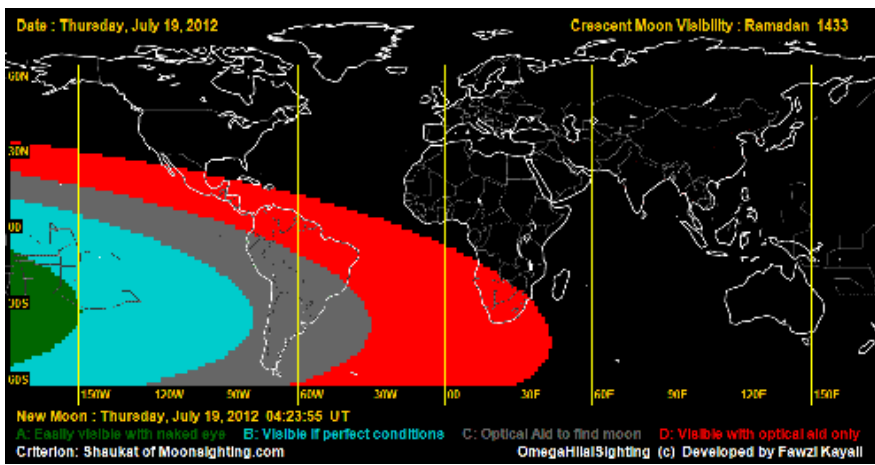 Date : Thursday, July 19, 2012
Crescent Moon Visibility : Ramadan 1433
60N
30N
00
30S
60S
150W
120W
90W
60W
30W
00
30E
60E
90E
120E
150E
New Moon : Thursday, July 19, 2012 04:23:55 UT
A: Easily visible with naked eye B: Visible if perfect conditions C: Optical Aid to find moon D: Visible with optical aid only
Criterion: Shaukat of Moonsighting.com
OmegaHilalSighting (c) Developed by Fawzi Kayali